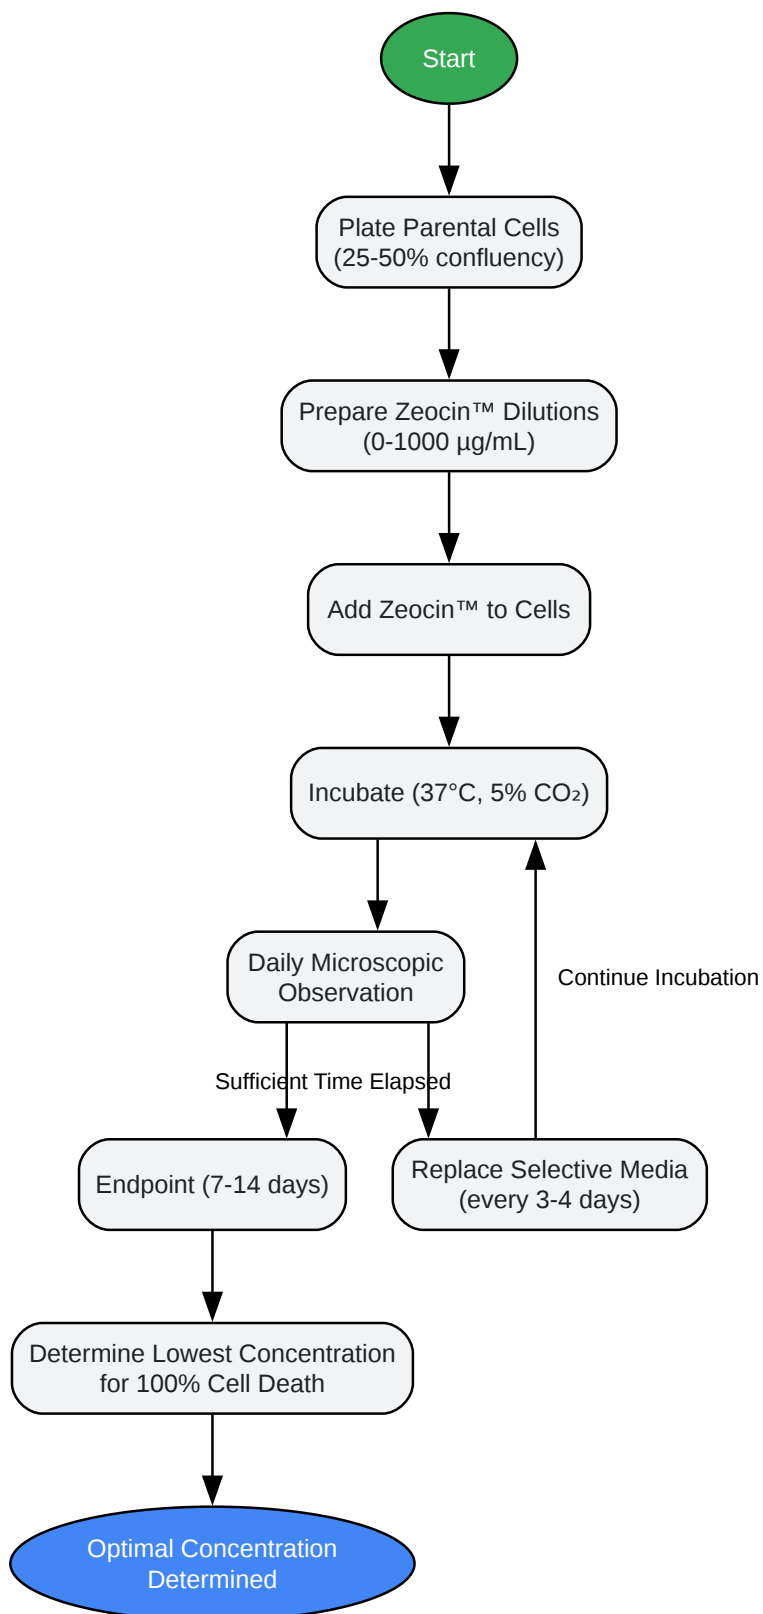 Start
Plate Parental Cells
(25-50% confluency)
Prepare Zeocin™ Dilutions
(0-1000 µg/mL)
Add Zeocin™ to Cells
Incubate (37°C, 5% CO₂)
Daily Microscopic
Observation
Continue Incubation
Sufficient Time Elapsed
Endpoint (7-14 days)
Replace Selective Media
(every 3-4 days)
Determine Lowest Concentration
for 100% Cell Death
Optimal Concentration
Determined